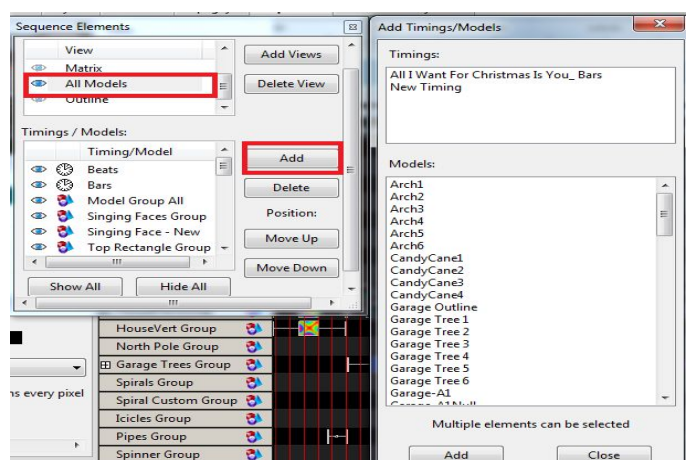 Sequence Elements
View
Matrix
All Models
Outline
Add Views
Delete View
Timings / Models:
Timing/Model
Beats
Bars
Model Group All
Singing Faces Group
Singing Face - New
Top Rectangle Group
Add
Delete
Position:
Move Up
Move Down
Show All
Hide All
ns every pixel
HouseVert Group
North Pole Group
Garage Trees Group
Spirals Group
Spiral Custom Group
Icicles Group
Pipes Group
Spinner Group
Add Timings/Models
Timings:
All I Want For Christmas Is You_ Bars
New Timing
Models:
Arch1
Arch2
Arch3
Arch4
Arch5
Arch6
CandyCane1
CandyCane2
CandyCane3
CandyCane4
Garage Outline
Garage Tree 1
Garage Tree 2
Garage Tree 3
Garage Tree 4
Garage Tree 5
Garage Tree 6
Garage-A1
Garage-A1Null
Multiple elements can be selected
Add
Close